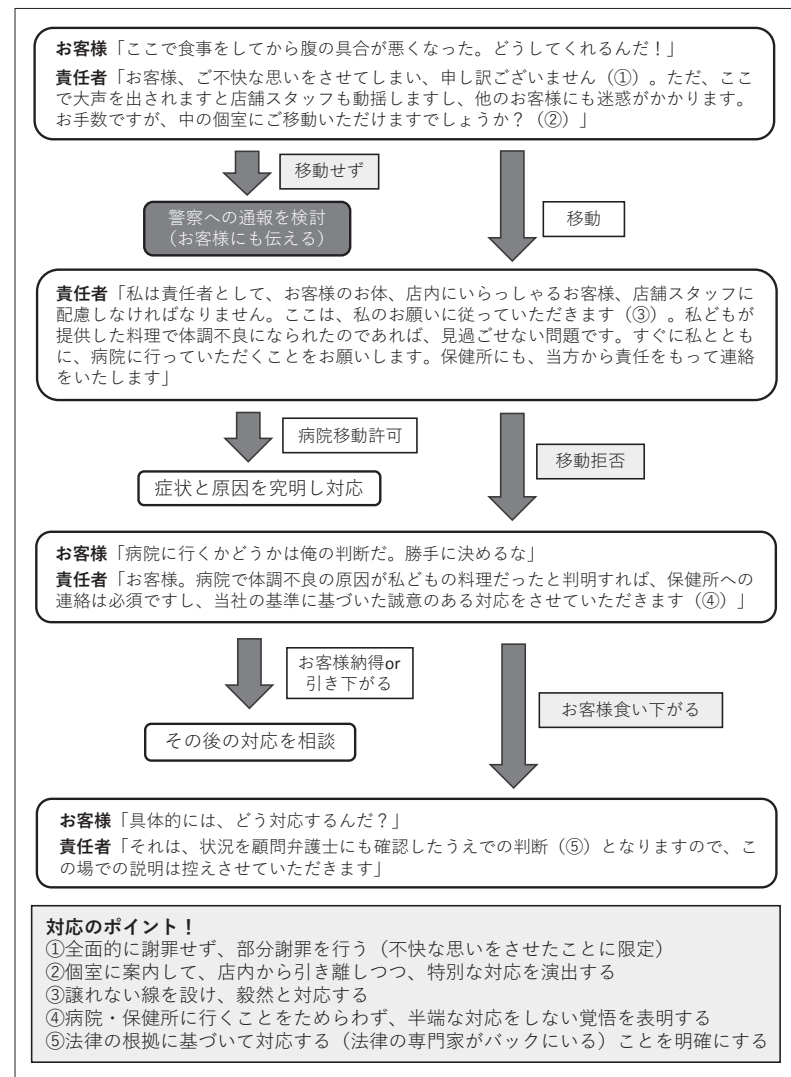 お客様「ここで食事をしてから腹の具合が悪くなった。どうしてくれるんだ！」
責任者「お客様、ご不快な思いをさせてしまい、申し訳ございません（①）。ただ、ここ
で大声を出されますと店舗スタッフも動揺しますし、他のお客様にも迷惑がかかります。
お手数ですが、中の個室にご移動いただけますでしょうか？（②）」
移動せず
警察への通報を検討
（お客様にも伝える）
移動
責任者「私は責任者として、お客様のお体、店内にいらっしゃるお客様、店舗スタッフに
配慮しなければなりません。ここは、私のお願いに従っていただきます（③）。私どもが
提供した料理で体調不良になられたのであれば、見過ごせない問題です。すぐに私ととも
に、病院に行っていただくことをお願いします。保健所にも、当方から責任をもって連絡
をいたします」
病院移動許可
移動拒否
症状と原因を究明し対応
お客様「病院に行くかどうかは俺の判断だ。勝手に決めるな」
責任者「お客様。病院で体調不良の原因が私どもの料理だったと判明すれば、保健所への
連絡は必須ですし、当社の基準に基づいた誠意のある対応をさせていただきます（④）」
お客様納得or
引き下がる
お客様食い下がる
その後の対応を相談
お客様「具体的には、どう対応するんだ？」
責任者「それは、状況を顧問弁護士にも確認したうえでの判断（⑤）となりますので、こ
の場での説明は控えさせていただきます」
対応のポイント！
①全面的に謝罪せず、部分謝罪を行う（不快な思いをさせたことに限定）
②個室に案内して、店内から引き離しつつ、特別な対応を演出する
③譲れない線を設け、毅然と対応する
④病院・保健所に行くことをためらわず、半端な対応をしない覚悟を表明する
⑤法律の根拠に基づいて対応する（法律の専門家がバックにいる）ことを明確にする